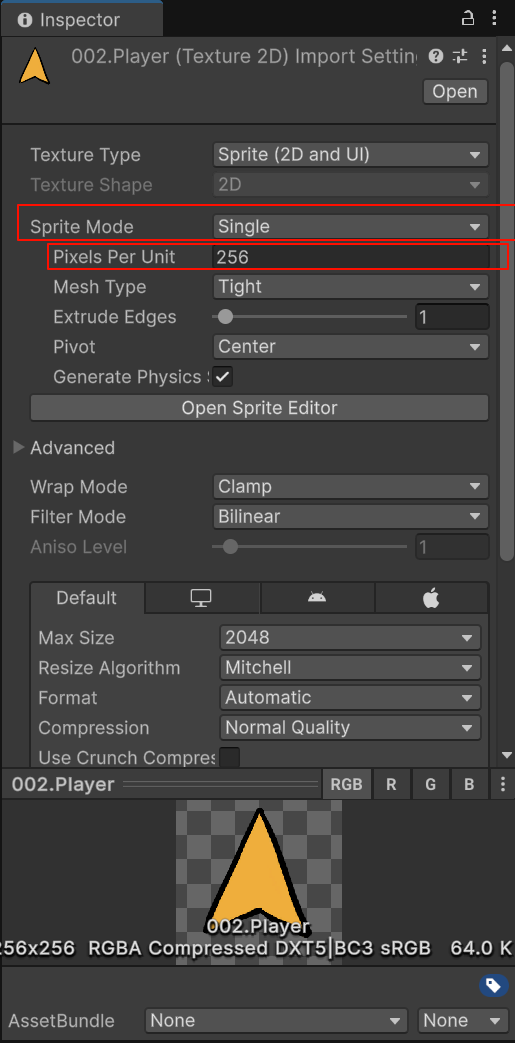 Inspector
002.Player (Texture 2D) Import Settin
Open
Texture Type Sprite (2D and UI)
Texture Shape 2D
Sprite Mode Single
Pixels Per Unit 256
Mesh Type Tight
Extrude Edges 1
Pivot Center
Generate Physics S
Open Sprite Editor
Advanced
Wrap Mode Clamp
Filter Mode Bilinear
Aniso Level 1
Default
Max Size 2048
Resize Algorithm Mitchell
Format Automatic
Compression Normal Quality
Use Crunch Compres
002.Player RGB R G B
002.Player
256x256 RGBA Compressed DXT5|BC3 sRGB 64.0 K
AssetBundle None None